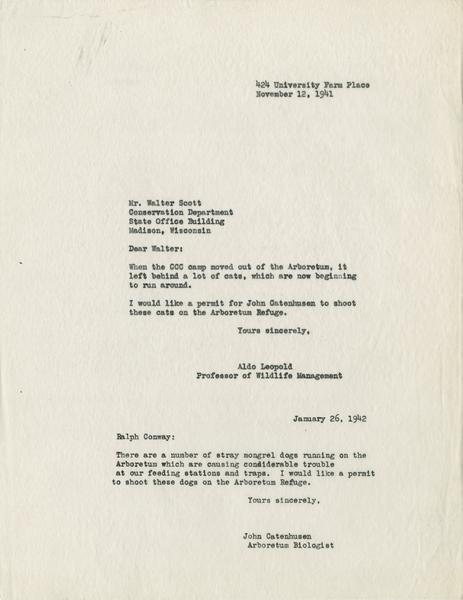 424 University Farm Place
November 12, 1941
Mr. Walter Scott
Conservation Department
State Office Building
Madison, Wisconsin
Dear Walter:
When the CCC camp moved out of the Arboretum, it
left behind a lot of cats, which are now beginning
to run around.
I would like a permit for John Catenhusen to shoot
these cats on the Arboretum Refuge.
Yours sincerely,
Aldo Leopold
Professor of Wildlife Management
January 26, 1942
Ralph Conway:
There are a number of stray mongrel dogs running on the
Arboretum which are causing considerable trouble
at our feeding stations and traps.  I would like a permit
to shoot these dogs on the Arboretum Refuge.
Yours sincerely,
John Catenhusen
Arboretum Biologist